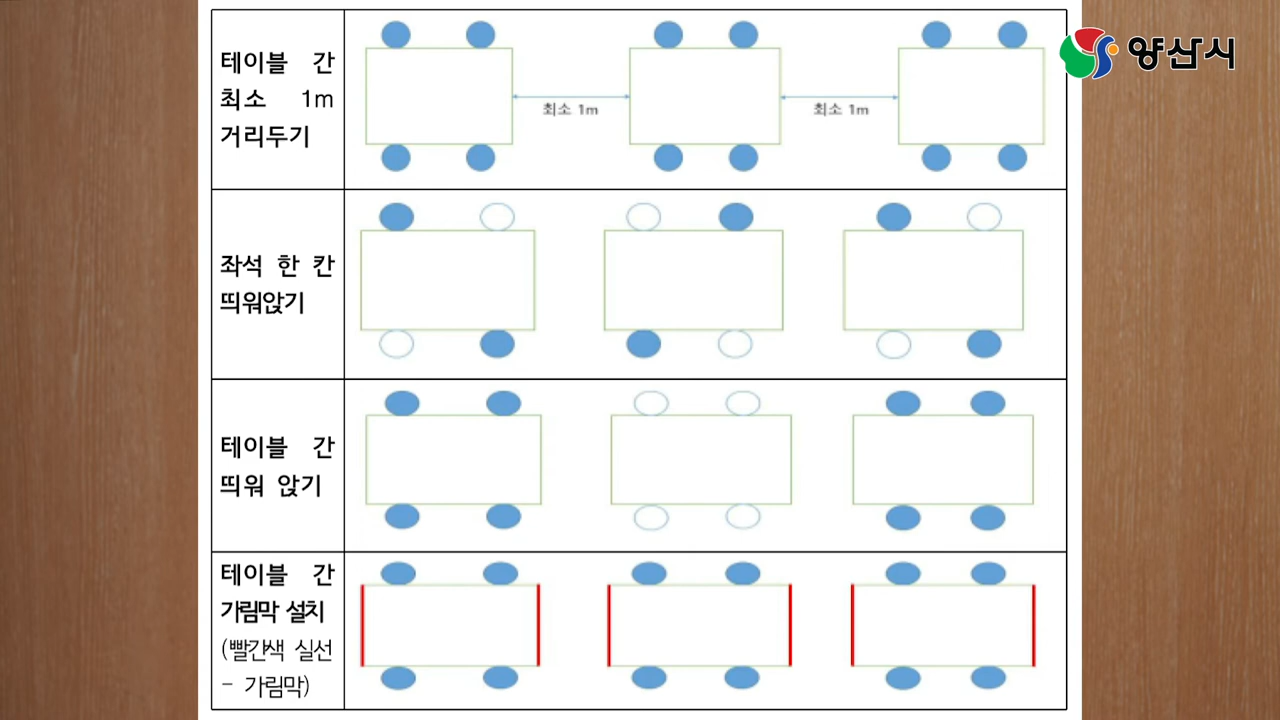 양산시
테이블 간
최소 1m
거리두기
최소 1m
최소 1m
좌석 한 칸
띄워앉기
테이블 간
띄워 앉기
테이블 간
가림막 설치
(빨간색 실선
- 가림막)